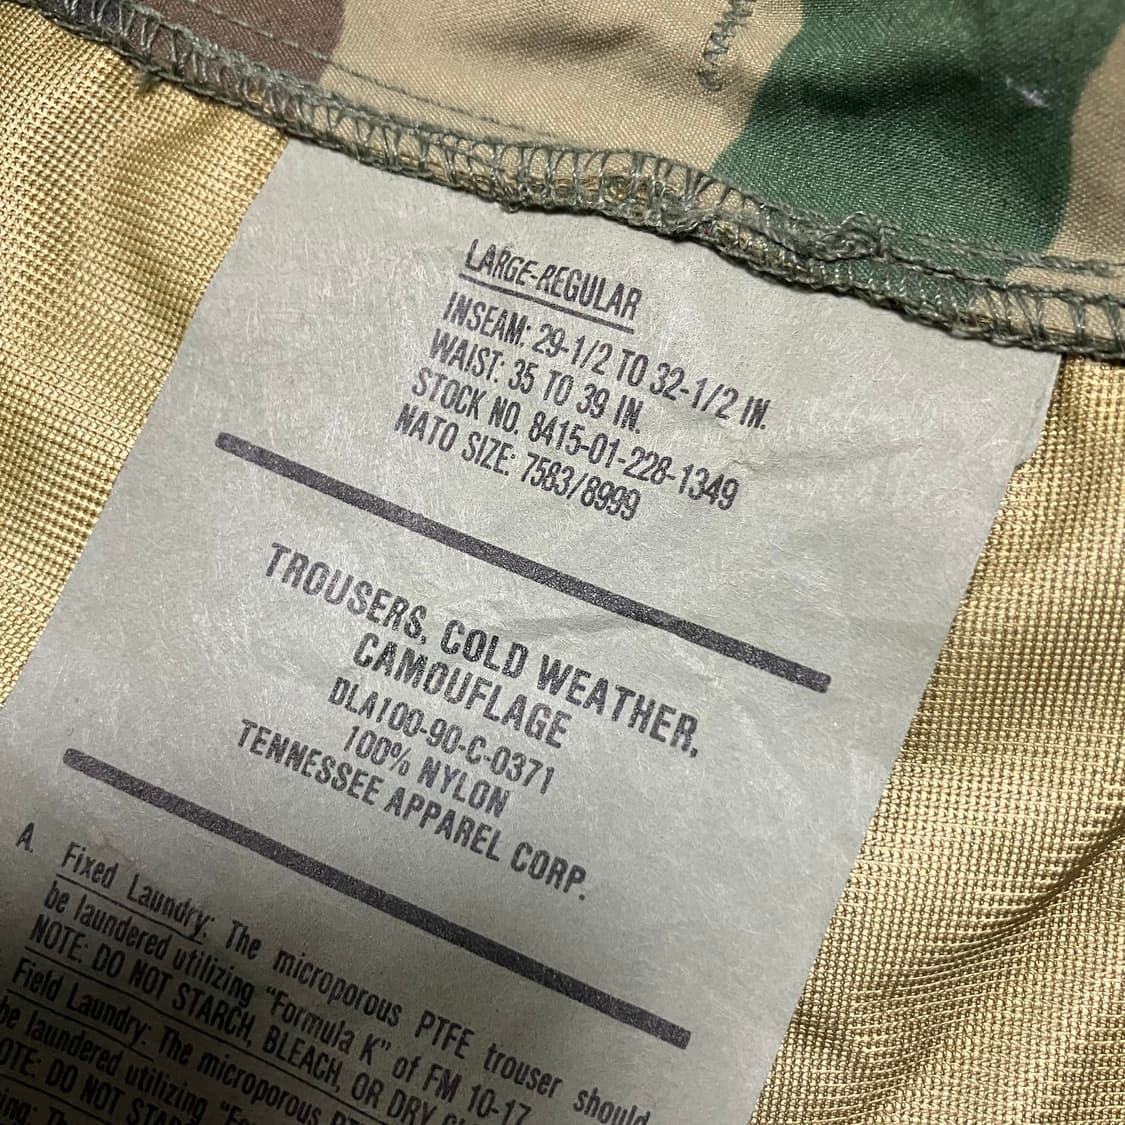 LARGE-REGULAR
INSEAM: 29-1/2 TO 32-1/2 IN.
WAIST: 35 TO 39 IN.
STOCK NO. 8415-01-228-1349
NATO SIZE: 7583/8999
TROUSERS, COLD WEATHER,
CAMOUFLAGE
DLA100-90-C-0371
100% NYLON
TENNESSEE APPAREL CORP.
A. Fixed Laundry: The microporous PTFE trouser should
be laundered utilizing "Formula K" of FM 10-17
NOTE: DO NOT STARCH, BLEACH, OR DRY
Field Laundry: The microporous
be laundered utilizing
DO NOT